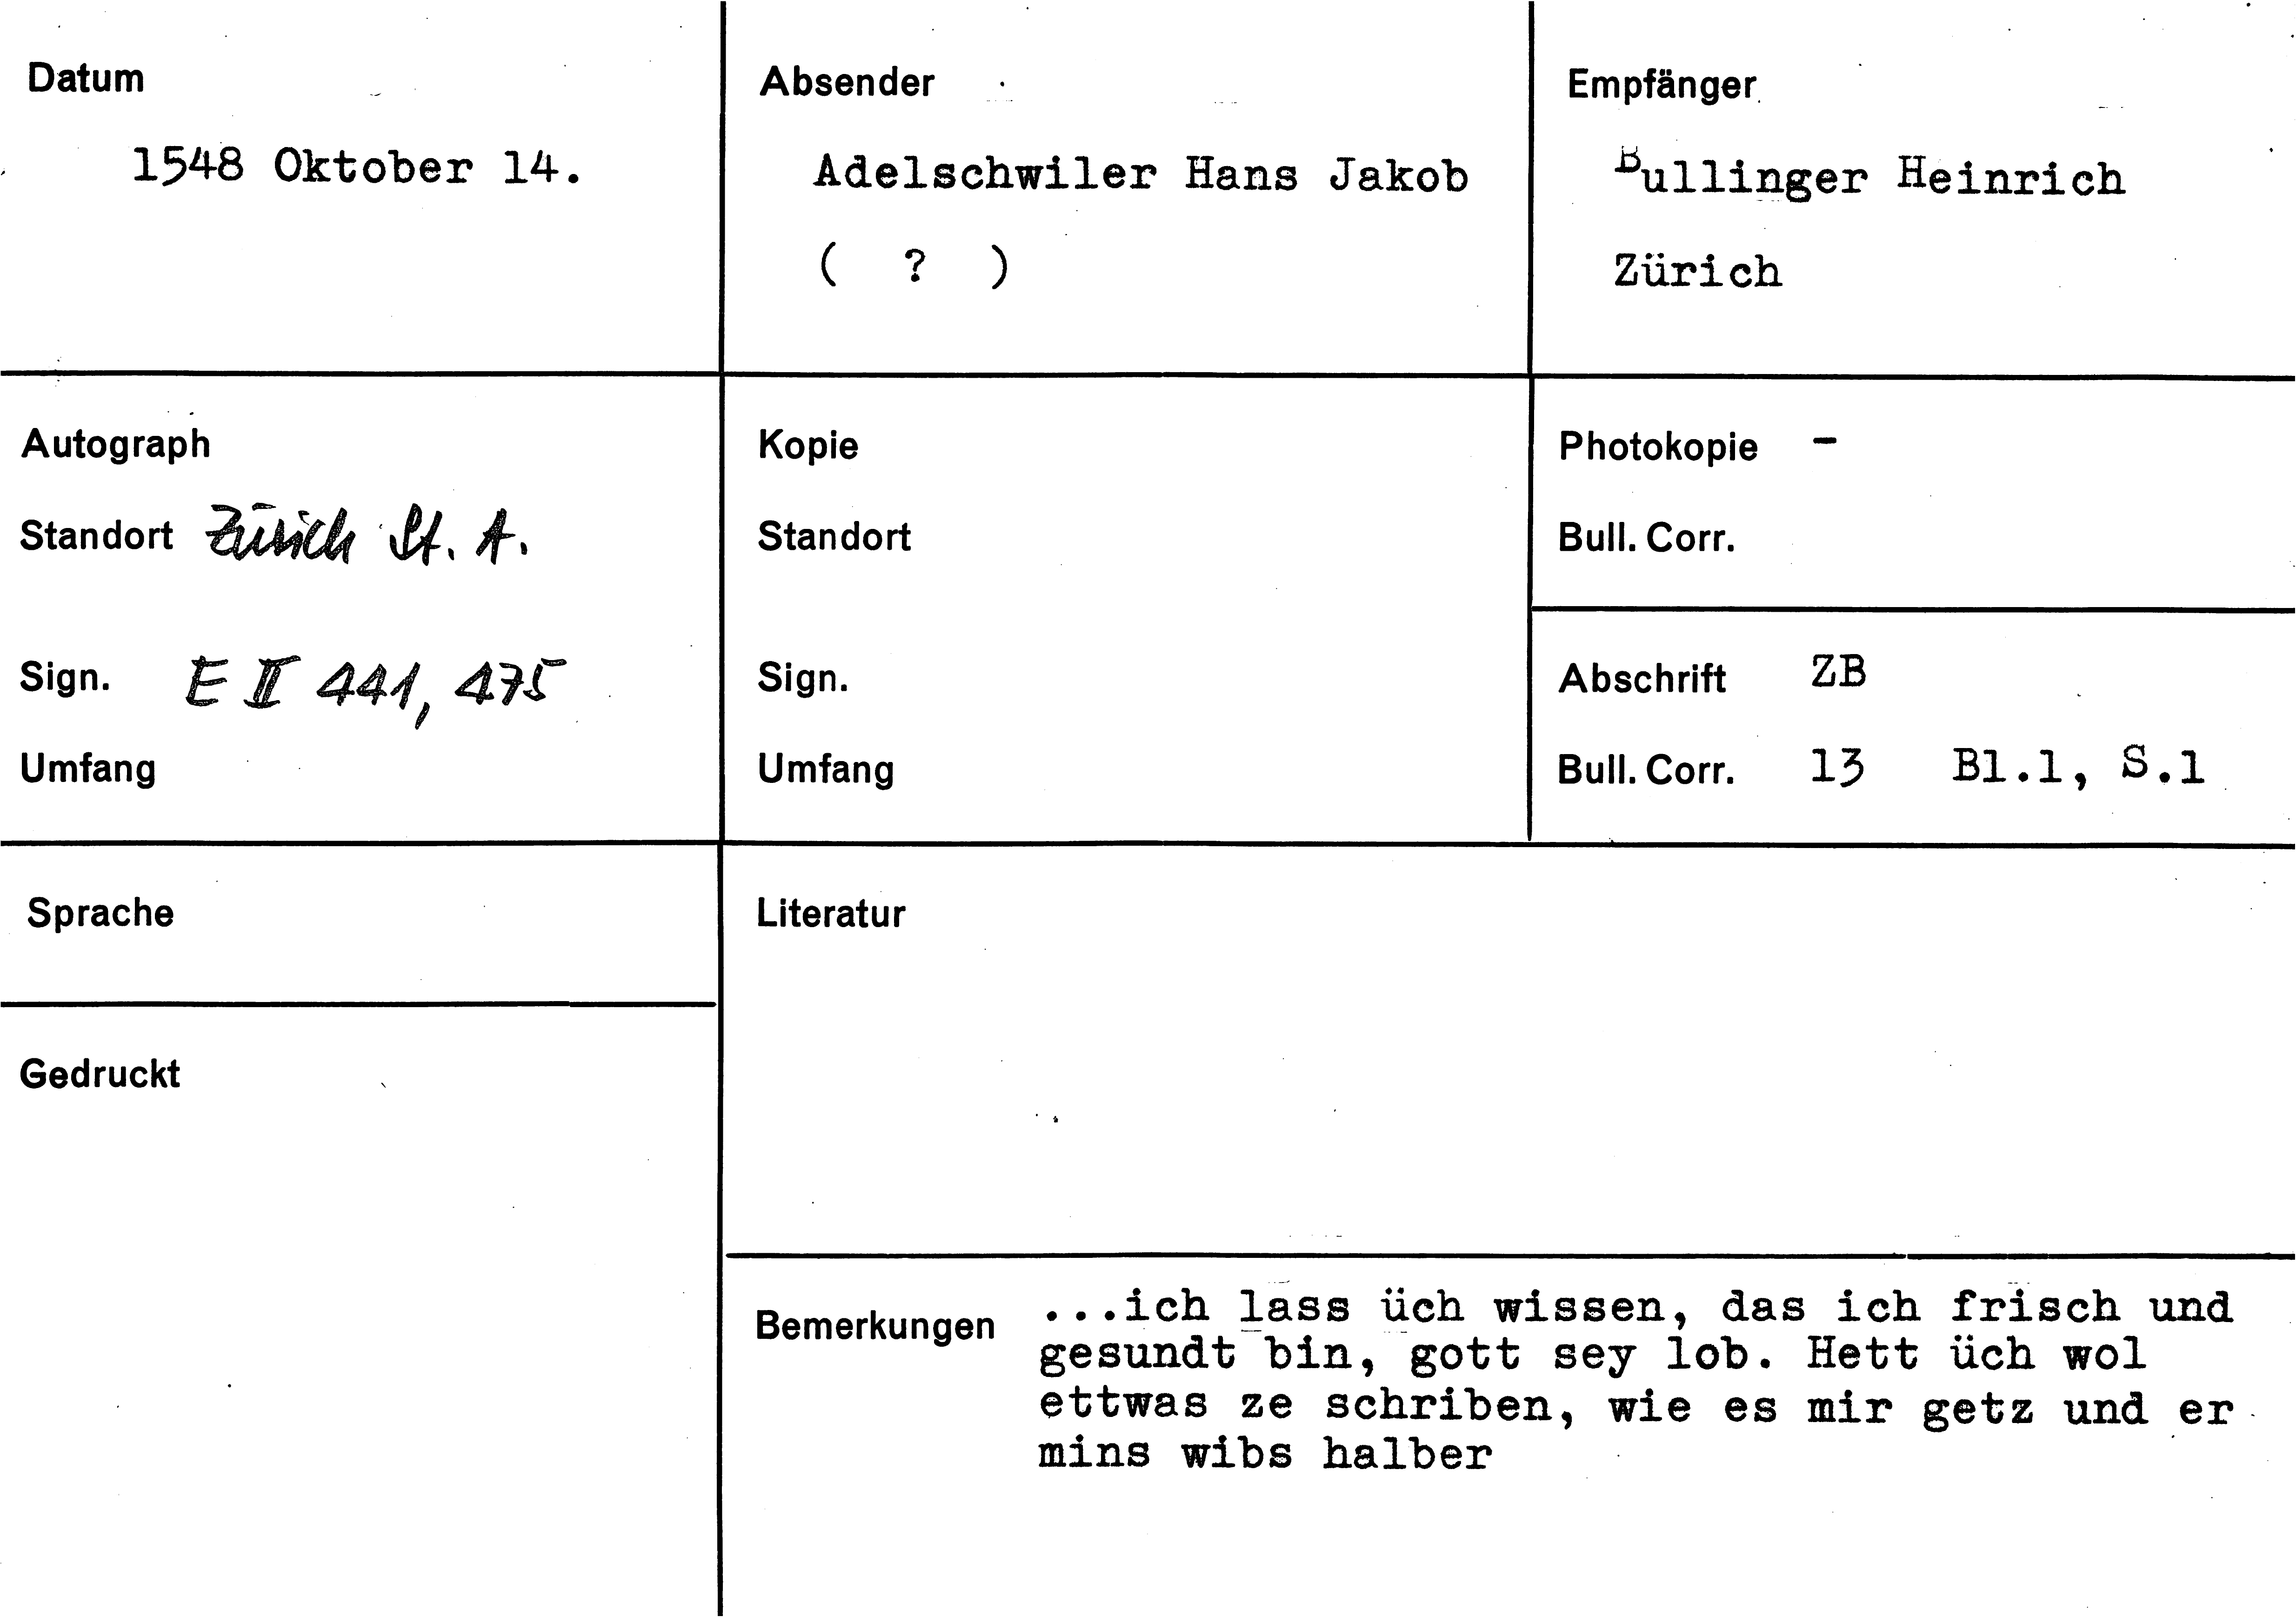 Datum
1548 Oktober 14.
Absender
Adelschwiler Hans Jakob
( ? )
Empfänger
Bullinger Heinrich
Zürich
Autograph
Standort Zürich St. A.
Sign. E II 441, 475
Umfang
Kopie
Standort
Sign.
Umfang
Photokopie -
Bull. Corr.
Abschrift ZB
Bull. Corr. 13 Bl.1, S.1
Sprache
Gedruckt
Literatur
Bemerkungen ...ich lass üch wissen, das ich frisch und
gesundt bin, gott sey lob. Hett üch wol
ettwas ze schriben, wie es mir getz und er
mins wibs halber